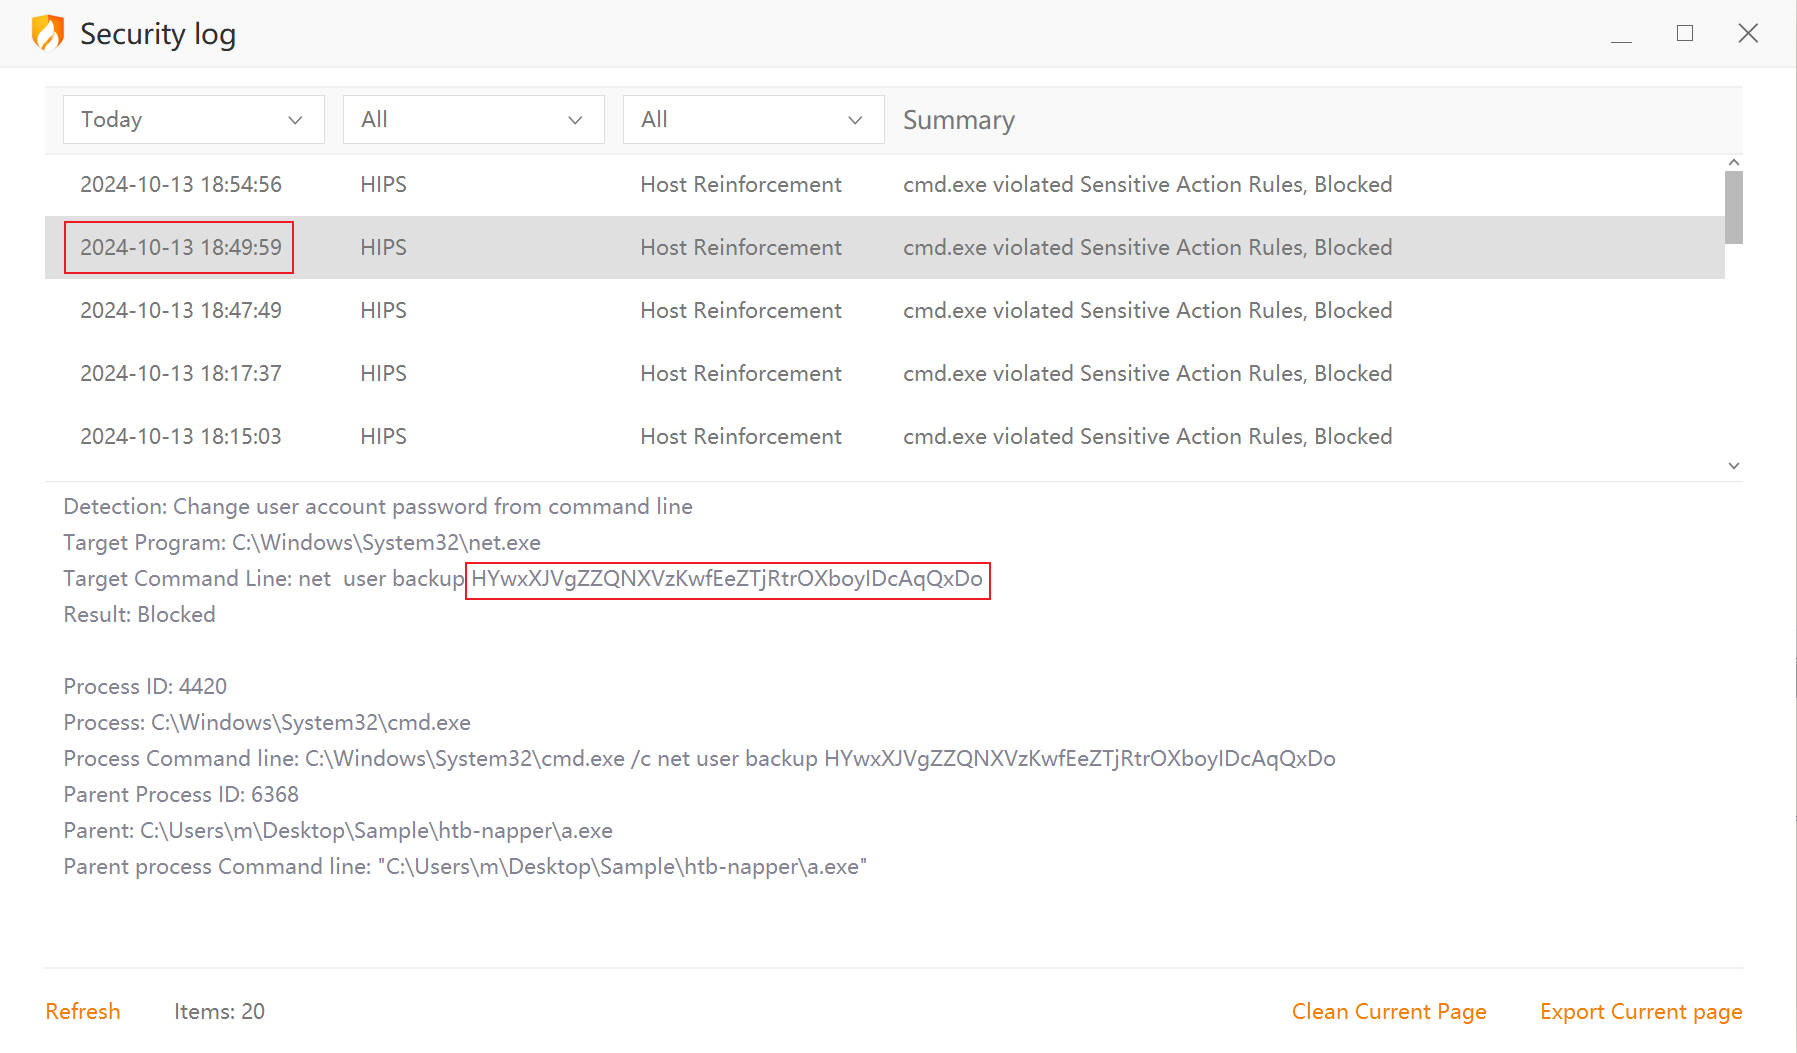 Security log
Today All All Summary
2024-10-13 18:54:56 HIPS Host Reinforcement cmd.exe violated Sensitive Action Rules, Blocked
2024-10-13 18:49:59 HIPS Host Reinforcement cmd.exe violated Sensitive Action Rules, Blocked
2024-10-13 18:47:49 HIPS Host Reinforcement cmd.exe violated Sensitive Action Rules, Blocked
2024-10-13 18:17:37 HIPS Host Reinforcement cmd.exe violated Sensitive Action Rules, Blocked
2024-10-13 18:15:03 HIPS Host Reinforcement cmd.exe violated Sensitive Action Rules, Blocked
Detection: Change user account password from command line
Target Program: C:\Windows\System32\net.exe
Target Command Line: net  user backup HYwxXJVgZZQNXVzKwfEeZTjRtrOXboyIDcAqQxDo
Result: Blocked
Process ID: 4420
Process: C:\Windows\System32\cmd.exe
Process Command line: C:\Windows\System32\cmd.exe /c net user backup HYwxXJVgZZQNXVzKwfEeZTjRtrOXboyIDcAqQxDo
Parent Process ID: 6368
Parent: C:\Users\m\Desktop\Sample\htb-napper\a.exe
Parent process Command line: "C:\Users\m\Desktop\Sample\htb-napper\a.exe"
Refresh Items: 20 Clean Current Page Export Current page